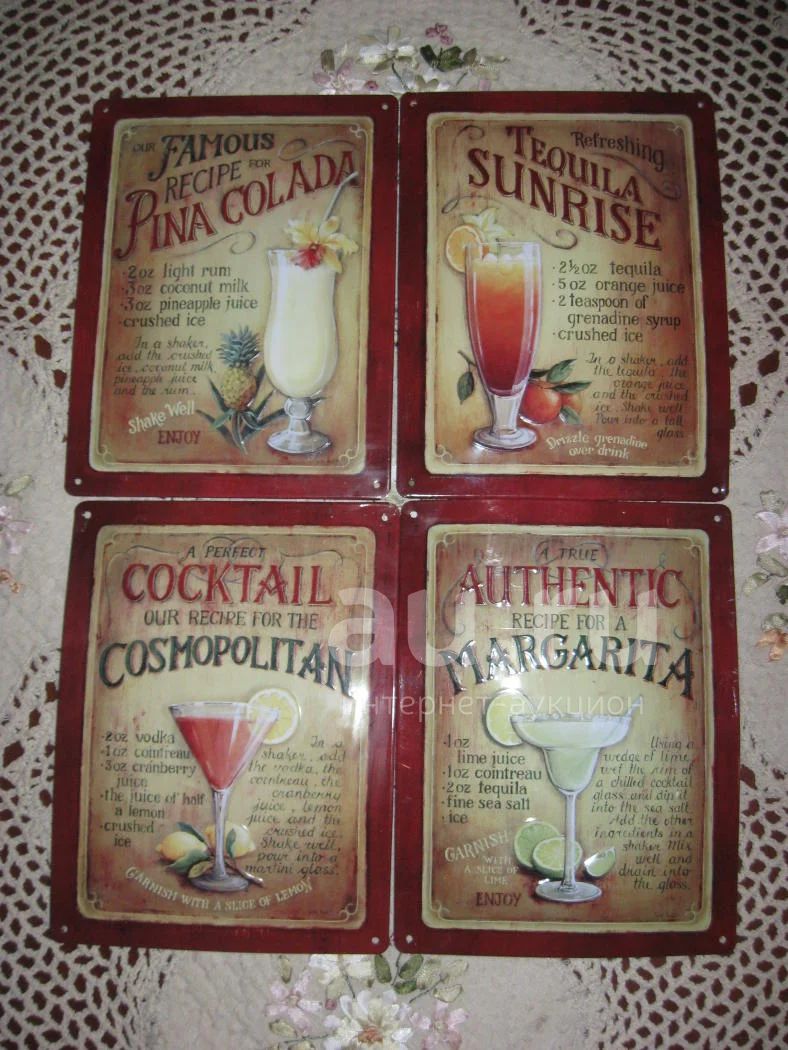 OUR FAMOUS
RECIPE FOR
PINA COLADA
·2 oz light rum
·3oz coconut milk
·3oz pineapple juice
·crushed ice
In a shaker,
add the crushed
ice, coconut milk,
pineapple juice
and the rum.
Shake Well
ENJOY
Refreshing
TEQUILA
SUNRISE
·2½oz tequila
·5 oz orange juice
·2 teaspoon of
grenadine syrup
·crushed ice
In a shaker, add
the tequila, the
orange juice
and the crushed
ice. Shake well.
Pour into a tall
glass.
Drizzle grenadine
over drink
A PERFECT
COCKTAIL
OUR RECIPE FOR THE
COSMOPOLITAN
·2oz vodka
·1oz cointreau
·3oz cranberry
juice
·the juice of half
a lemon
·crushed
ice
In a
shaker, add
the vodka, the
cointreau, the
cranberry
juice, lemon
juice and the
crushed ice.
Shake well,
pour into a
martini glass.
GARNISH WITH A SLICE OF LEMON
A TRUE
AUTHENTIC
RECIPE FOR A
MARGARITA
·1oz
lime juice
·1oz cointreau
·2oz tequila
·fine sea salt
·ice
Using a
wedge of lime,
wet the rim of
a chilled cocktail
glass and dip it
into the sea salt.
Add the other
ingredients in a
shaker. Mix
well and
drain into
the glass.
GARNISH
WITH
A SLICE OF
LIME
ENJOY
au.ru
интернет-аукцион